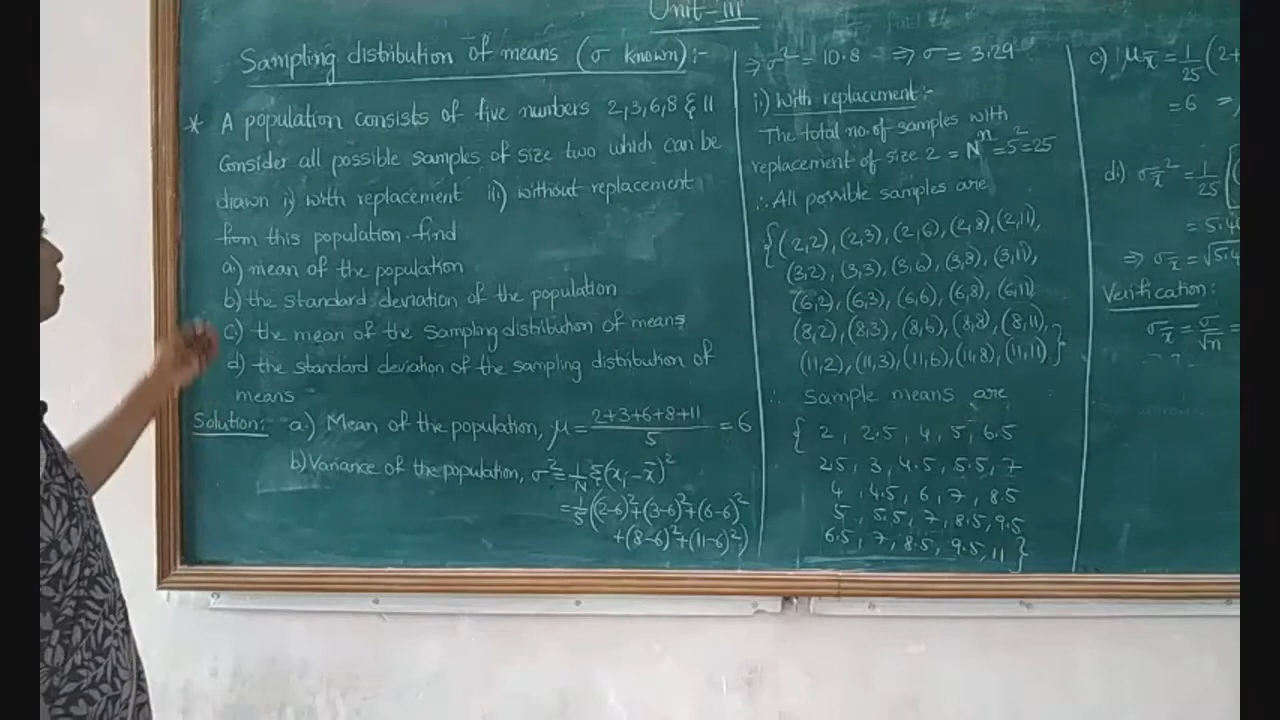 Unit-III
Sampling distribution of means (σ known):-
* A population consists of five numbers 2,3,6,8 & 11
Consider all possible samples of size two which can be
drawn i) with replacement ii) without replacement
from this population. find
a) mean of the population
b) the standard deviation of the population
c) the mean of the sampling distribution of means
d) the standard deviation of the sampling distribution of
means
Solution: a.) Mean of the population, μ = (2+3+6+8+11)/5 = 6
b) Variance of the population, σ² = 1/N Σ(xᵢ-x̄)²
= 1/5 ((2-6)²+(3-6)²+(6-6)²
+(8-6)²+(11-6)²)
⇒ σ² = 10.8 ⇒ σ = 3.29
i) With replacement:-
The total no. of samples with
replacement of size 2 = Nⁿ = 5² = 25
∴ All possible samples are
{(2,2), (2,3), (2,6), (2,8), (2,11),
(3,2), (3,3), (3,6), (3,8), (3,11),
(6,2), (6,3), (6,6), (6,8), (6,11)
(8,2), (8,3), (8,6), (8,8), (8,11),
(11,2), (11,3), (11,6), (11,8), (11,11)}
∴ Sample means are
{ 2, 2.5, 4, 5, 6.5
2.5, 3, 4.5, 5.5, 7
4, 4.5, 6, 7, 8.5
5, 5.5, 7, 8.5, 9.5
6.5, 7, 8.5, 9.5, 11 }
c) μx̄ = 1/25 (2+
= 6 ⇒
d) σx̄² = 1/25 [(
= 5.40
⇒ σx̄ = √5.4
Verification:
σx̄ = σ/√n =